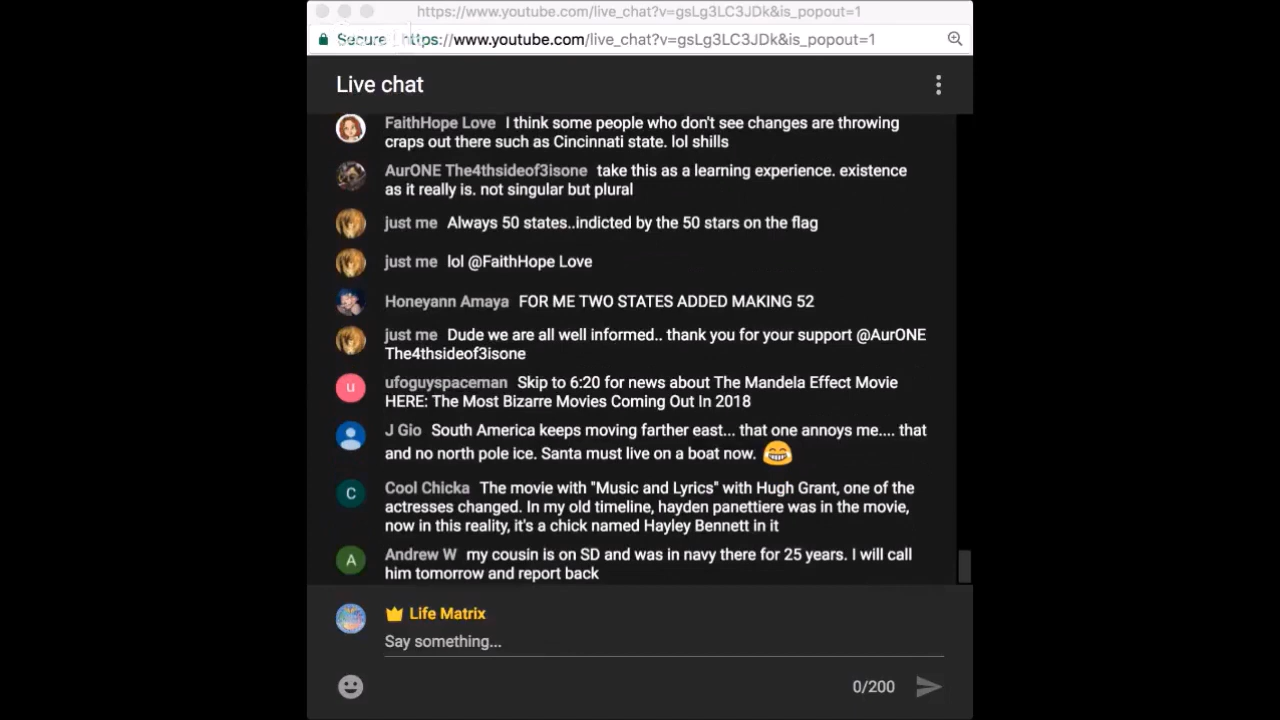 https://www.youtube.com/live_chat?v=gsLg3LC3JDk&is_popout=1
Secure https://www.youtube.com/live_chat?v=gsLg3LC3JDk&is_popout=1
Live chat
FaithHope Love I think some people who don't see changes are throwing
craps out there such as Cincinnati state. lol shills
AurONE The4thsideof3isone take this as a learning experience. existence
as it really is. not singular but plural
just me Always 50 states..indicted by the 50 stars on the flag
just me lol @FaithHope Love
Honeyann Amaya FOR ME TWO STATES ADDED MAKING 52
just me Dude we are all well informed.. thank you for your support @AurONE
The4thsideof3isone
u
ufoguyspaceman Skip to 6:20 for news about The Mandela Effect Movie
HERE: The Most Bizarre Movies Coming Out In 2018
J Gio South America keeps moving farther east... that one annoys me.... that
and no north pole ice. Santa must live on a boat now. 😂
C
Cool Chicka The movie with "Music and Lyrics" with Hugh Grant, one of the
actresses changed. In my old timeline, hayden panettiere was in the movie,
now in this reality, it's a chick named Hayley Bennett in it
A
Andrew W my cousin is on SD and was in navy there for 25 years. I will call
him tomorrow and report back
Life Matrix
Say something...
0/200